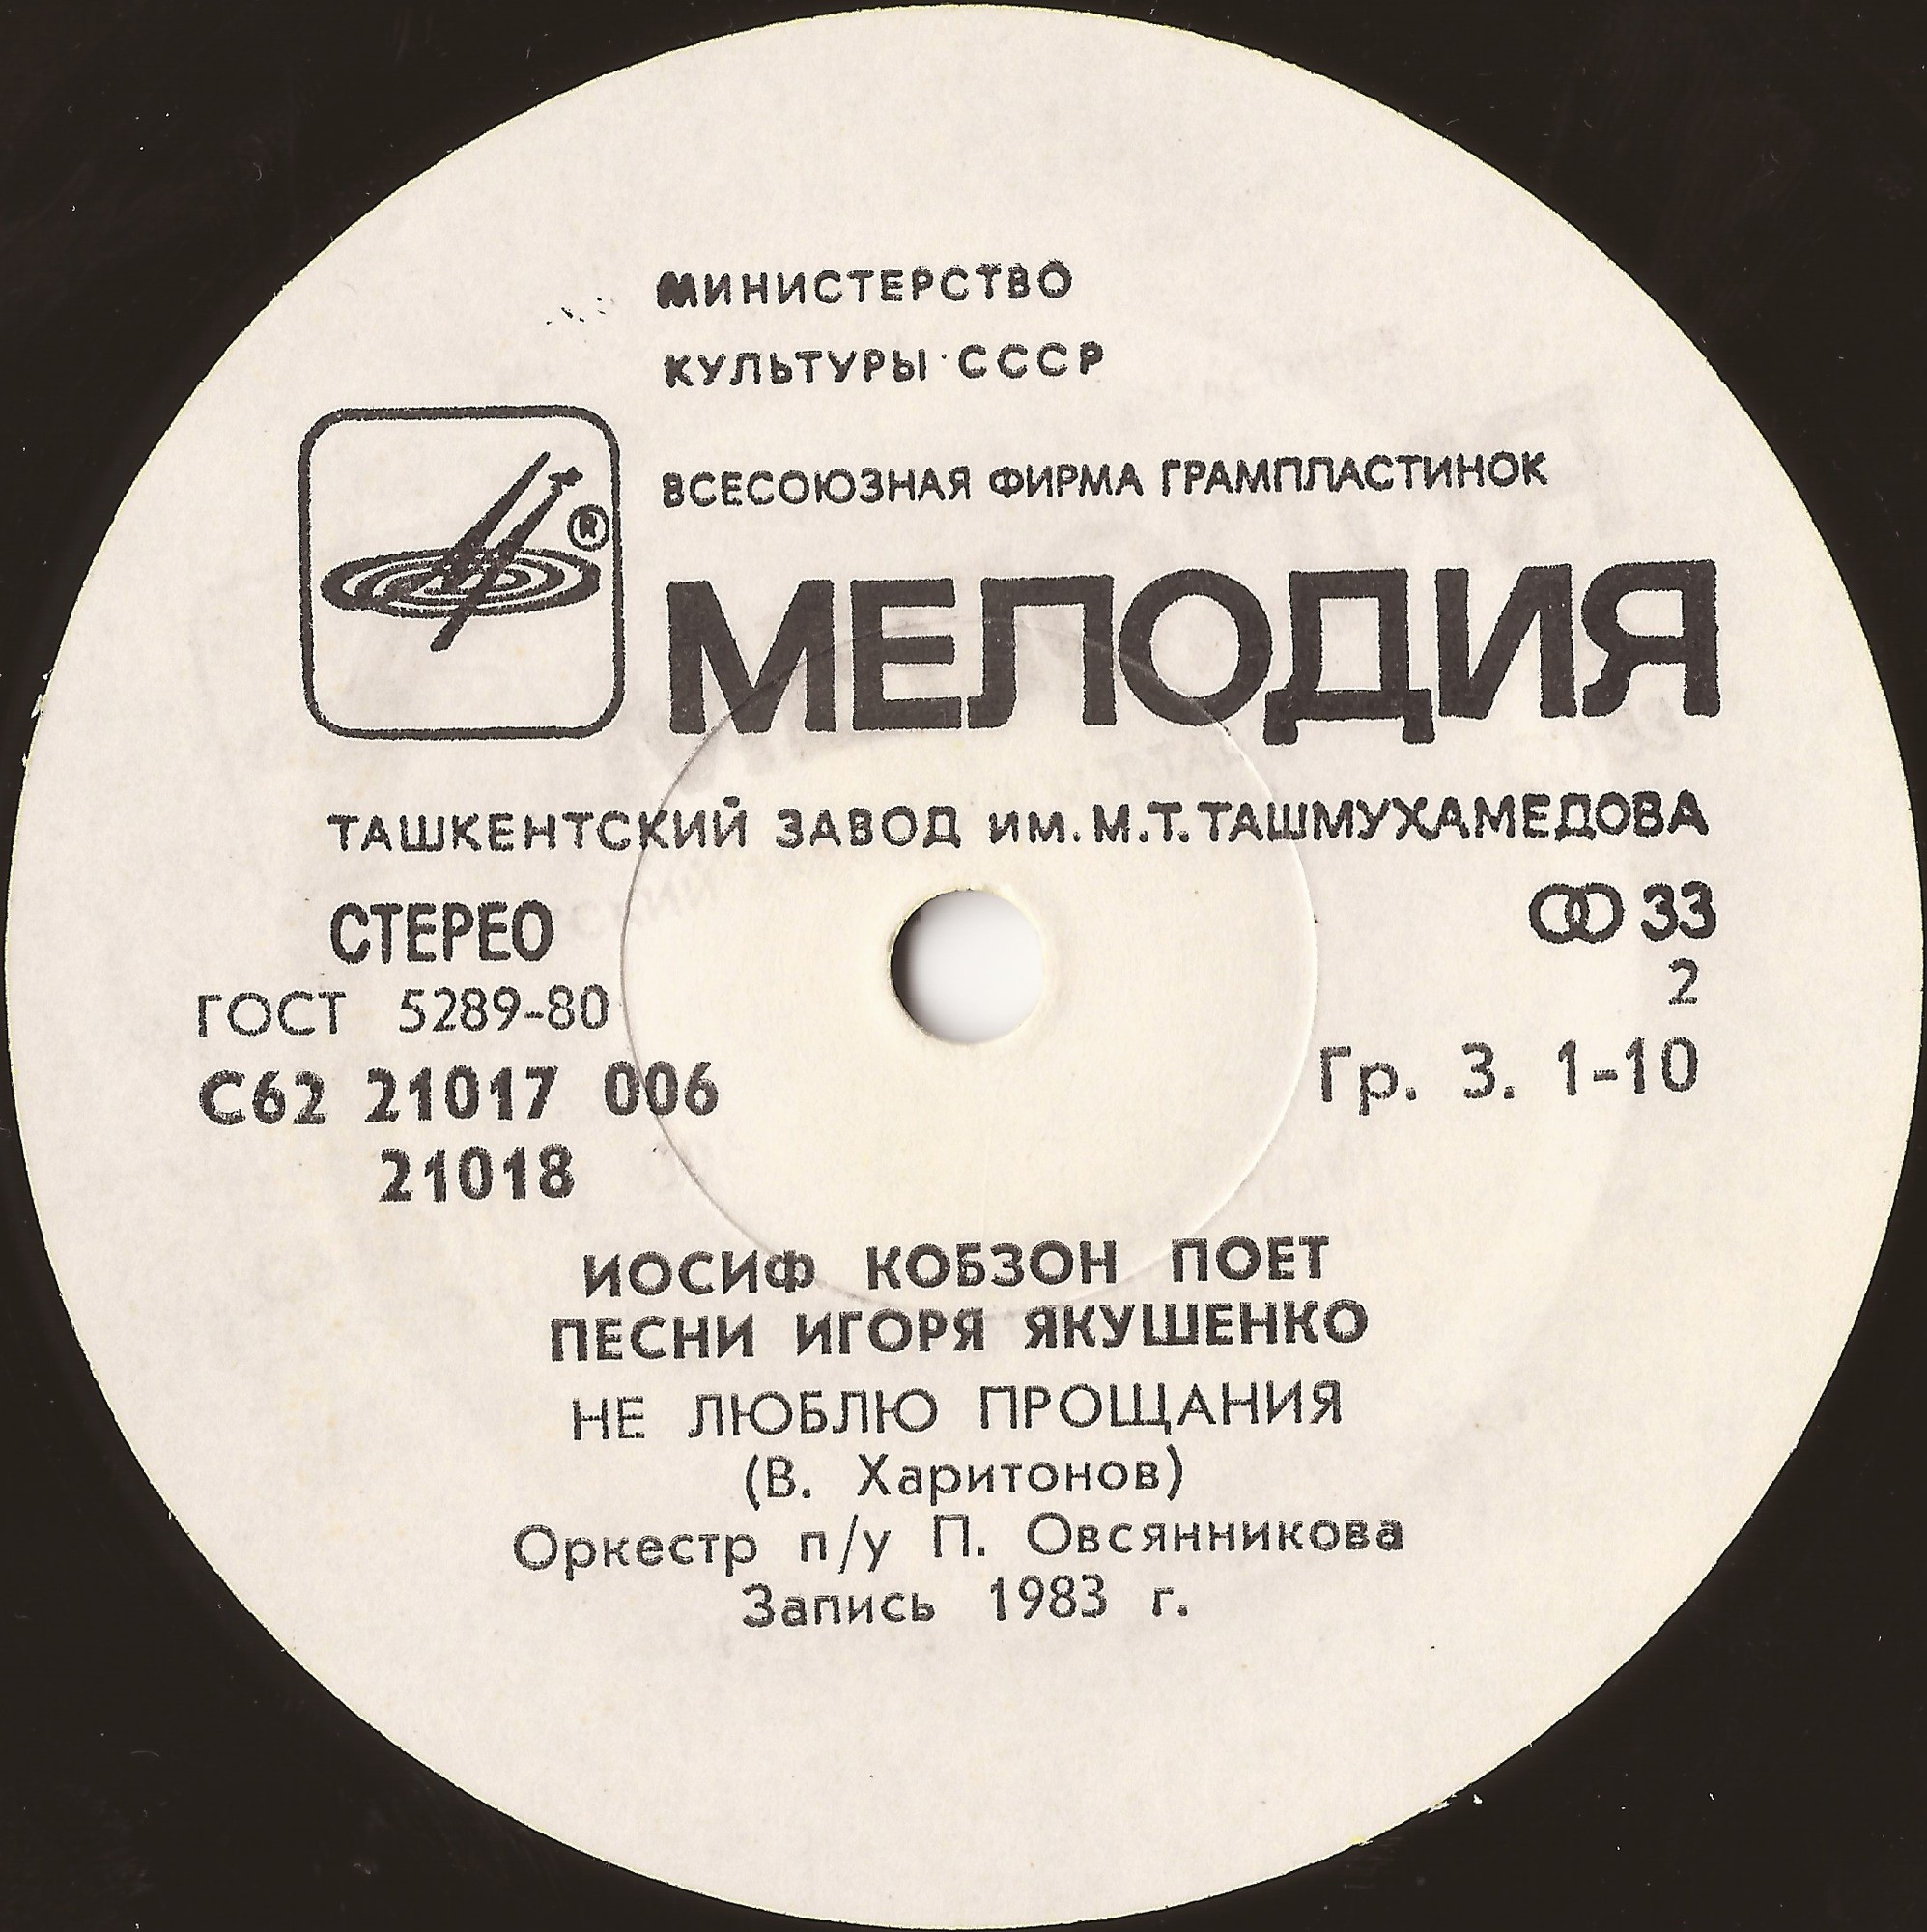 МИНИСТЕРСТВО
КУЛЬТУРЫ СССР
ВСЕСОЮЗНАЯ ФИРМА ГРАМПЛАСТИНОК
®
МЕЛОДИЯ
ТАШКЕНТСКИЙ ЗАВОД им. М.Т. ТАШМУХАМЕДОВА
СТЕРЕО 33
ГОСТ 5289-80 2
С62 21017 006 Гр. 3. 1-10
21018
ИОСИФ КОБЗОН ПОЕТ
ПЕСНИ ИГОРЯ ЯКУШЕНКО
НЕ ЛЮБЛЮ ПРОЩАНИЯ
(В. Харитонов)
Оркестр п/у П. Овсянникова
Запись 1983 г.